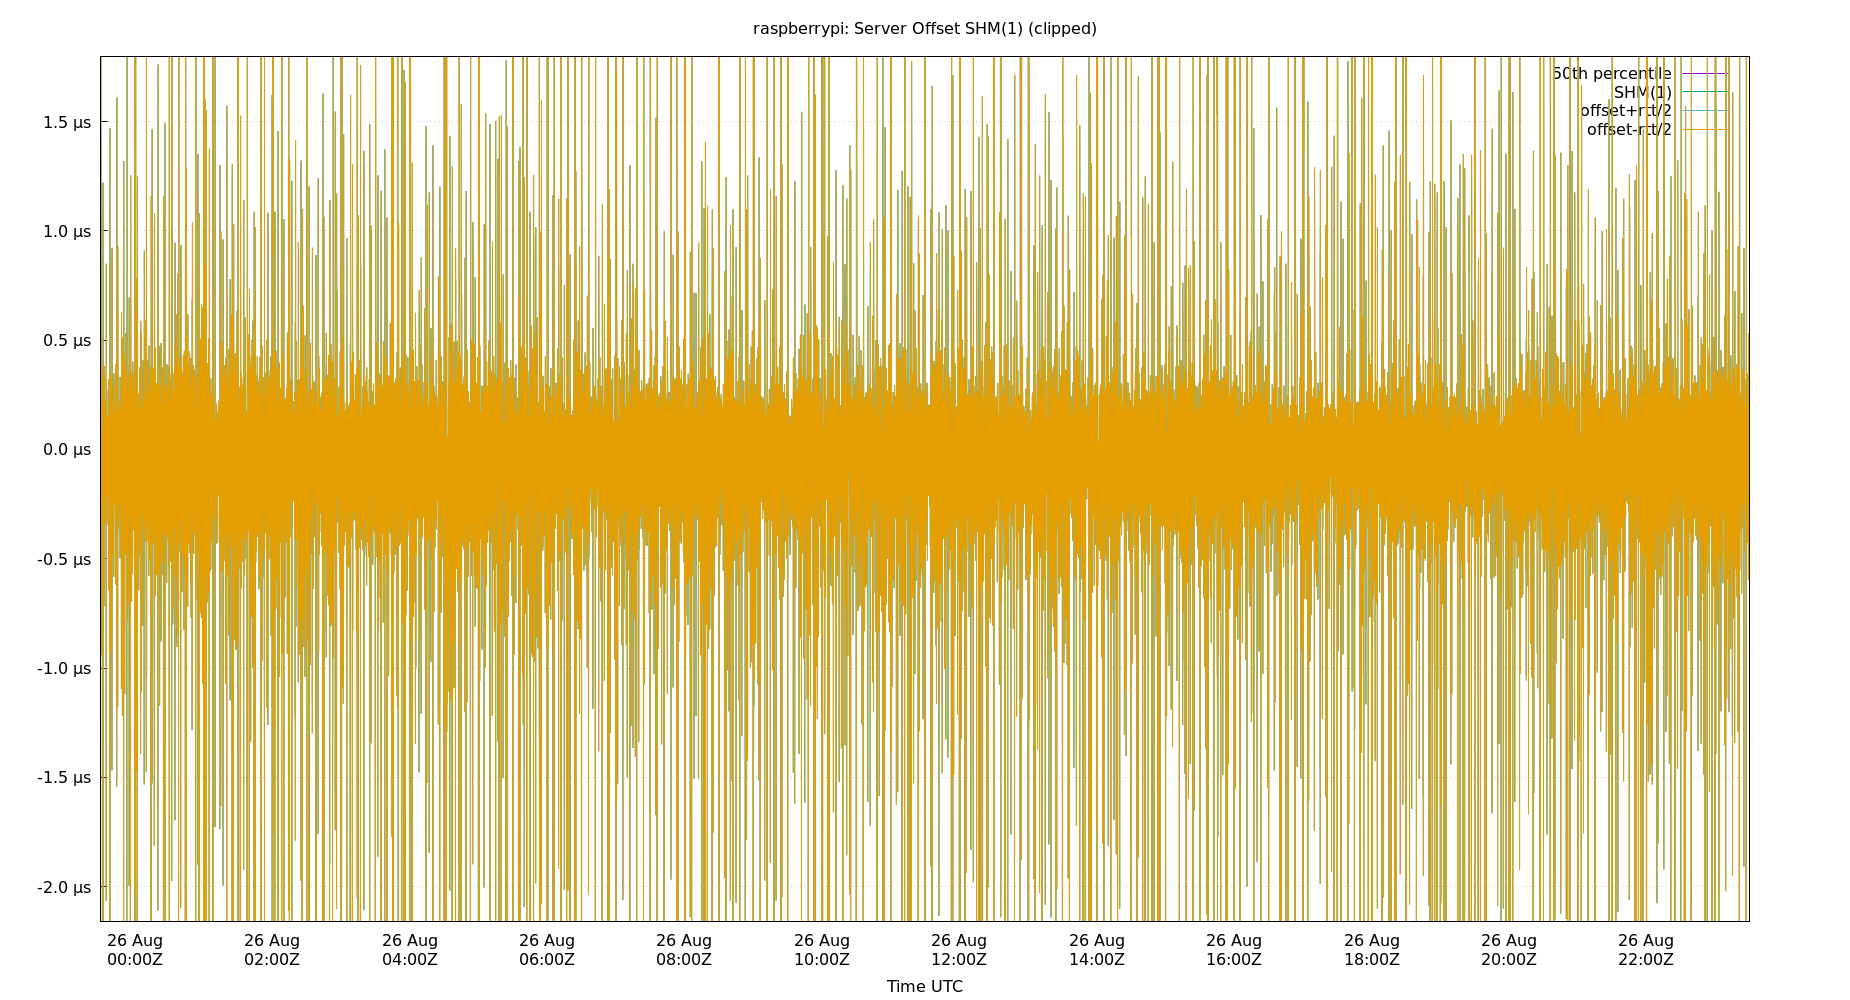 raspberrypi: Server Offset SHM(1) (clipped)
50th percentile
SHM(1)
offset+rtt/2
offset-rtt/2
1.5 µs
1.0 µs
0.5 µs
0.0 µs
-0.5 µs
-1.0 µs
-1.5 µs
-2.0 µs
26 Aug 26 Aug 26 Aug 26 Aug 26 Aug 26 Aug 26 Aug 26 Aug 26 Aug 26 Aug 26 Aug 26 Aug
00:00Z 02:00Z 04:00Z 06:00Z 08:00Z 10:00Z 12:00Z 14:00Z 16:00Z 18:00Z 20:00Z 22:00Z
Time UTC